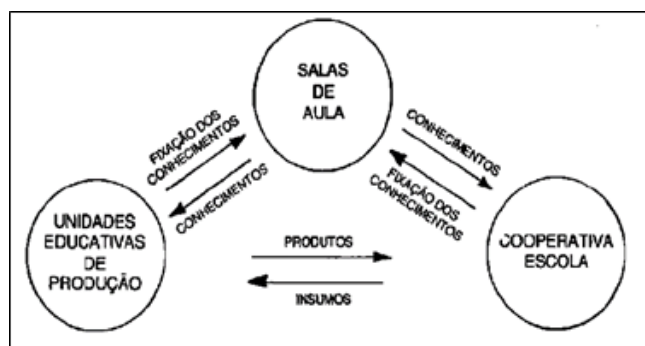 SALAS
DE
AULA
FIXAÇÃO DOS
CONHECIMENTOS
CONHECIMENTOS
CONHECIMENTOS
FIXAÇÃO DOS
CONHECIMENTOS
UNIDADES
EDUCATIVAS
DE
PRODUÇÃO
PRODUTOS
INSUMOS
COOPERATIVA
ESCOLA